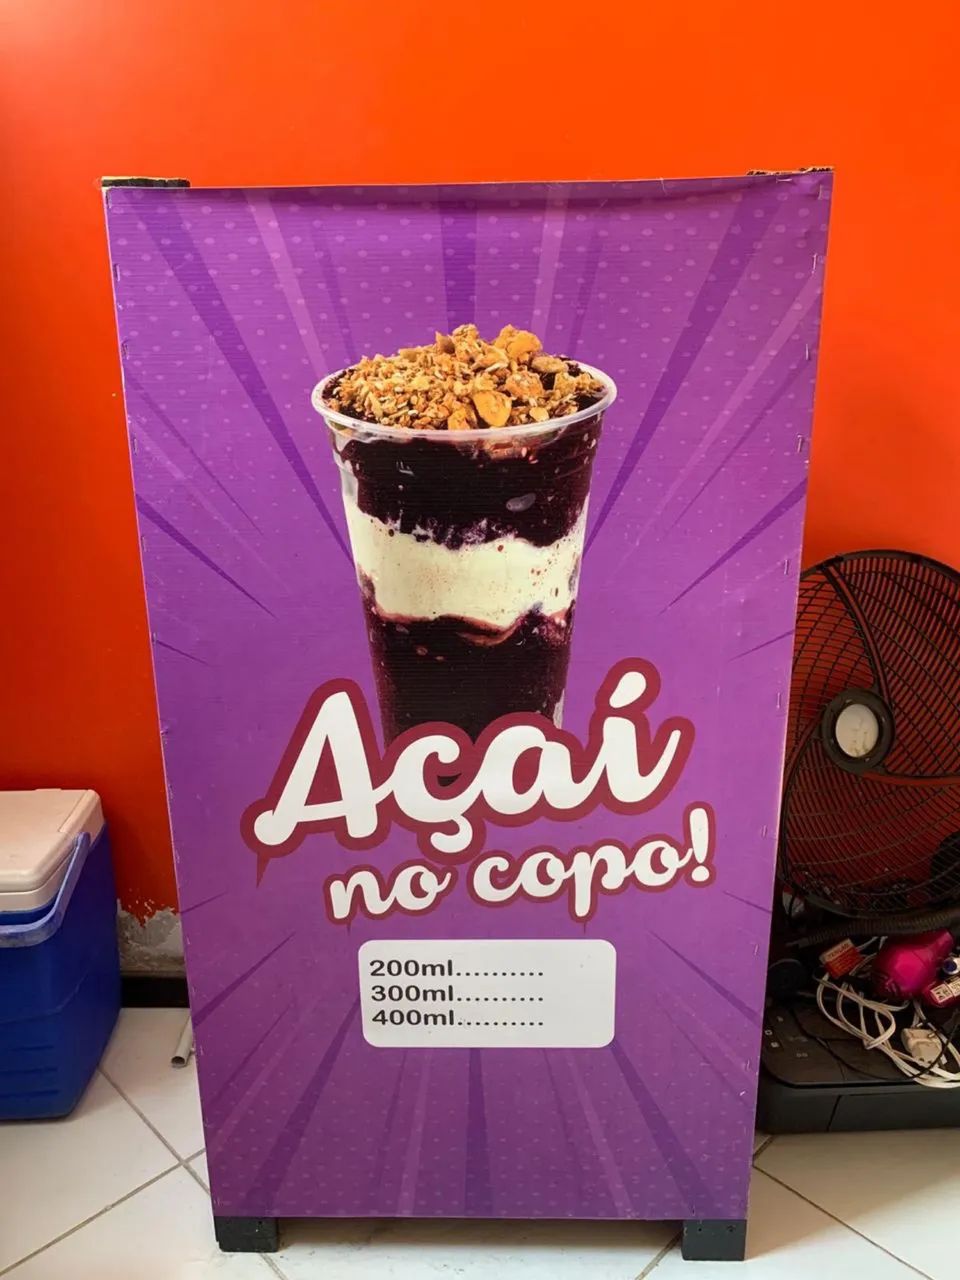 Açaí
no copo!
200ml..........
300ml..........
400ml..........